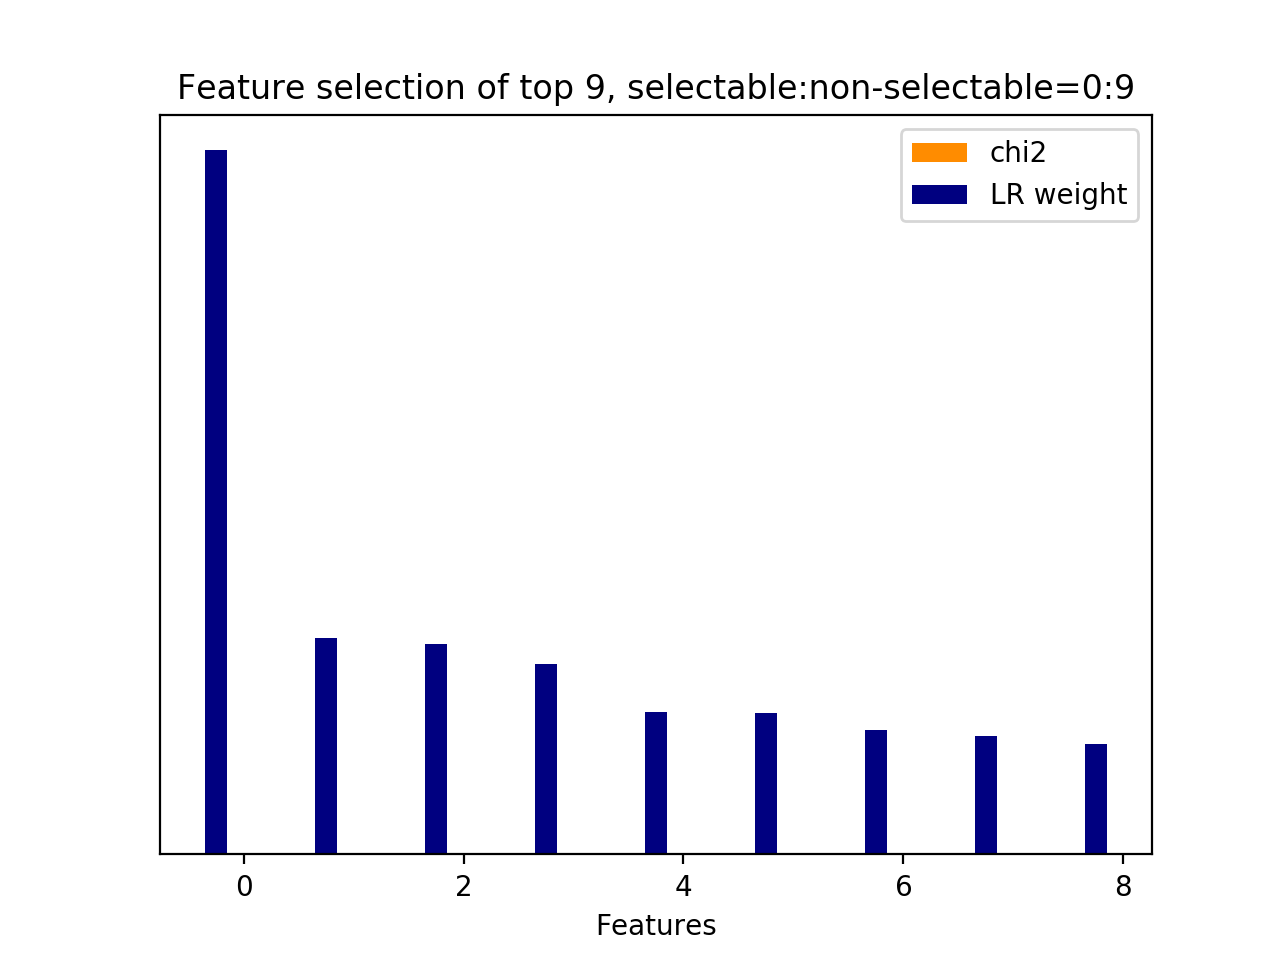 Feature selection of top 9, selectable:non-selectable=0:9
chi2
LR weight
0 2 4 6 8
Features